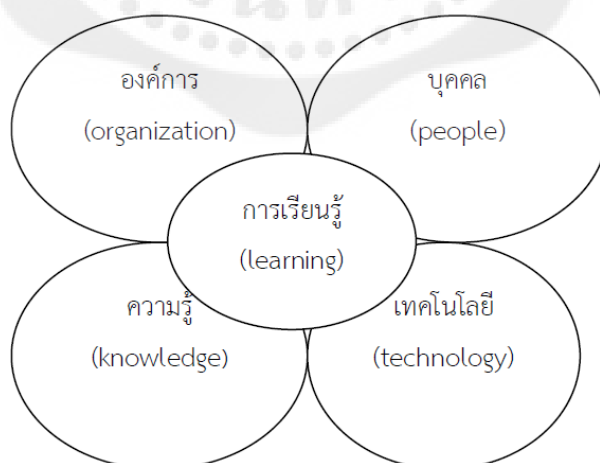 องค์การ
(organization)
บุคคล
(people)
การเรียนรู้
(learning)
ความรู้
(knowledge)
เทคโนโลยี
(technology)